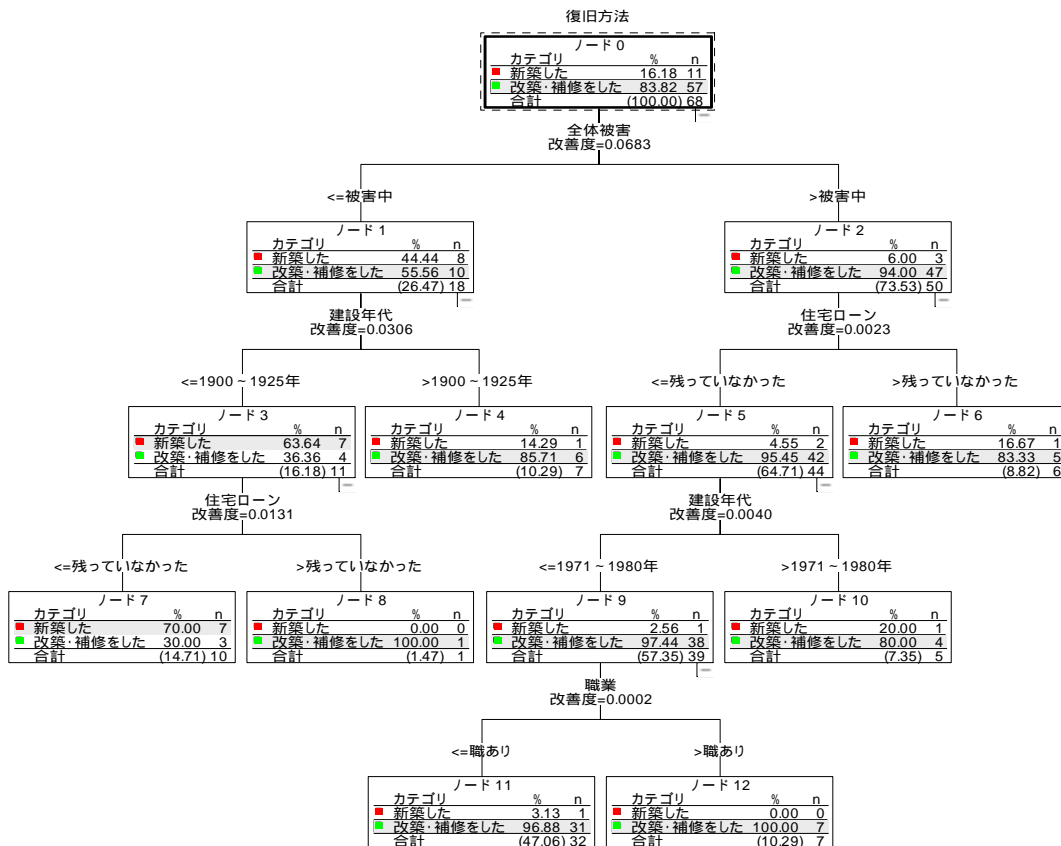 復旧方法
ノード 0
カテゴリ % n
新築した 16.18 11
改築･補修をした 83.82 57
合計 (100.00) 68
全体被害
改善度=0.0683
<=被害中
>被害中
ノード 1
カテゴリ % n
新築した 44.44 8
改築･補修をした 55.56 10
合計 (26.47) 18
ノード 2
カテゴリ % n
新築した 6.00 3
改築･補修をした 94.00 47
合計 (73.53) 50
建設年代
改善度=0.0306
住宅ローン
改善度=0.0023
<=1900～1925年
>1900～1925年
<=残っていなかった
>残っていなかった
ノード 3
カテゴリ % n
新築した 63.64 7
改築･補修をした 36.36 4
合計 (16.18) 11
ノード 4
カテゴリ % n
新築した 14.29 1
改築･補修をした 85.71 6
合計 (10.29) 7
ノード 5
カテゴリ % n
新築した 4.55 2
改築･補修をした 95.45 42
合計 (64.71) 44
ノード 6
カテゴリ % n
新築した 16.67 1
改築･補修をした 83.33 5
合計 (8.82) 6
住宅ローン
改善度=0.0131
建設年代
改善度=0.0040
<=残っていなかった
>残っていなかった
<=1971～1980年
>1971～1980年
ノード 7
カテゴリ % n
新築した 70.00 7
改築･補修をした 30.00 3
合計 (14.71) 10
ノード 8
カテゴリ % n
新築した 0.00 0
改築･補修をした 100.00 1
合計 (1.47) 1
ノード 9
カテゴリ % n
新築した 2.56 1
改築･補修をした 97.44 38
合計 (57.35) 39
ノード 10
カテゴリ % n
新築した 20.00 1
改築･補修をした 80.00 4
合計 (7.35) 5
職業
改善度=0.0002
<=職あり
>職あり
ノード 11
カテゴリ % n
新築した 3.13 1
改築･補修をした 96.88 31
合計 (47.06) 32
ノード 12
カテゴリ % n
新築した 0.00 0
改築･補修をした 100.00 7
合計 (10.29) 7